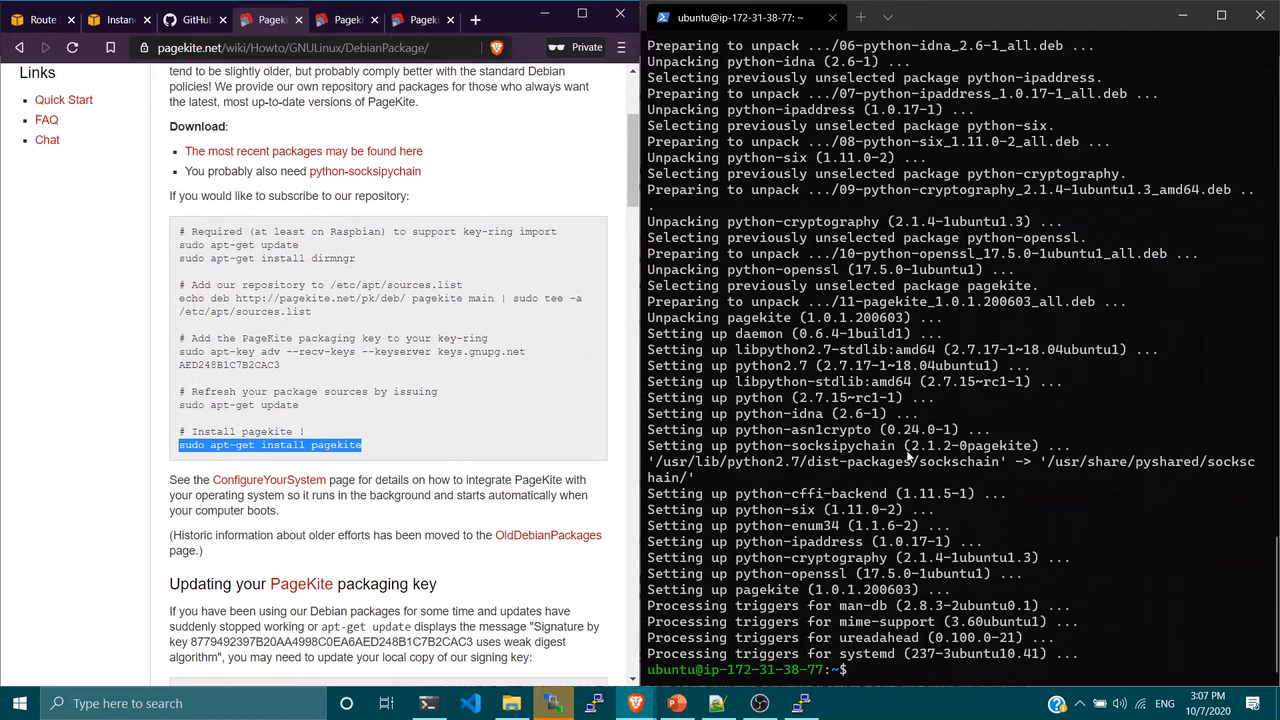 Route
Instanc
GitHub
Pagekit
Pagekit
Pagekit
pagekite.net/wiki/Howto/GNULinux/DebianPackage/
Private
Links
Quick Start
FAQ
Chat
tend to be slightly older, but probably comply better with the standard Debian
policies! We provide our own repository and packages for those who always want
the latest, most up-to-date versions of PageKite.
Download:
The most recent packages may be found here
You probably also need python-socksipychain
If you would like to subscribe to our repository:
# Required (at least on Raspbian) to support key-ring import
sudo apt-get update
sudo apt-get install dirmngr
# Add our repository to /etc/apt/sources.list
echo deb http://pagekite.net/pk/deb/ pagekite main | sudo tee -a
/etc/apt/sources.list
# Add the PageKite packaging key to your key-ring
sudo apt-key adv --recv-keys --keyserver keys.gnupg.net
AED248B1C7B2CAC3
# Refresh your package sources by issuing
sudo apt-get update
# Install pagekite !
sudo apt-get install pagekite
See the ConfigureYourSystem page for details on how to integrate PageKite with
your operating system so it runs in the background and starts automatically when
your computer boots.
(Historic information about older efforts has been moved to the OldDebianPackages
page.)
Updating your PageKite packaging key
If you have been using our Debian packages for some time and updates have
suddenly stopped working or apt-get update displays the message "Signature by
key 8779492397B20AA4998C0EA6AED248B1C7B2CAC3 uses weak digest
algorithm", you may need to update your local copy of our signing key:
ubuntu@ip-172-31-38-77: ~
Preparing to unpack .../06-python-idna_2.6-1_all.deb ...
Unpacking python-idna (2.6-1) ...
Selecting previously unselected package python-ipaddress.
Preparing to unpack .../07-python-ipaddress_1.0.17-1_all.deb ...
Unpacking python-ipaddress (1.0.17-1) ...
Selecting previously unselected package python-six.
Preparing to unpack .../08-python-six_1.11.0-2_all.deb ...
Unpacking python-six (1.11.0-2) ...
Selecting previously unselected package python-cryptography.
Preparing to unpack .../09-python-cryptography_2.1.4-1ubuntu1.3_amd64.deb ..
.
Unpacking python-cryptography (2.1.4-1ubuntu1.3) ...
Selecting previously unselected package python-openssl.
Preparing to unpack .../10-python-openssl_17.5.0-1ubuntu1_all.deb ...
Unpacking python-openssl (17.5.0-1ubuntu1) ...
Selecting previously unselected package pagekite.
Preparing to unpack .../11-pagekite_1.0.1.200603_all.deb ...
Unpacking pagekite (1.0.1.200603) ...
Setting up daemon (0.6.4-1build1) ...
Setting up libpython2.7-stdlib:amd64 (2.7.17-1~18.04ubuntu1) ...
Setting up python2.7 (2.7.17-1~18.04ubuntu1) ...
Setting up libpython-stdlib:amd64 (2.7.15~rc1-1) ...
Setting up python (2.7.15~rc1-1) ...
Setting up python-idna (2.6-1) ...
Setting up python-asn1crypto (0.24.0-1) ...
Setting up python-socksipychain (2.1.2-0pagekite) ...
'/usr/lib/python2.7/dist-packages/sockschain' -> '/usr/share/pyshared/socksc
hain/'
Setting up python-cffi-backend (1.11.5-1) ...
Setting up python-six (1.11.0-2) ...
Setting up python-enum34 (1.1.6-2) ...
Setting up python-ipaddress (1.0.17-1) ...
Setting up python-cryptography (2.1.4-1ubuntu1.3) ...
Setting up python-openssl (17.5.0-1ubuntu1) ...
Setting up pagekite (1.0.1.200603) ...
Processing triggers for man-db (2.8.3-2ubuntu0.1) ...
Processing triggers for mime-support (3.60ubuntu1) ...
Processing triggers for ureadahead (0.100.0-21) ...
Processing triggers for systemd (237-3ubuntu10.41) ...
ubuntu@ip-172-31-38-77:~$
Type here to search
ENG
3:07 PM
10/7/2020